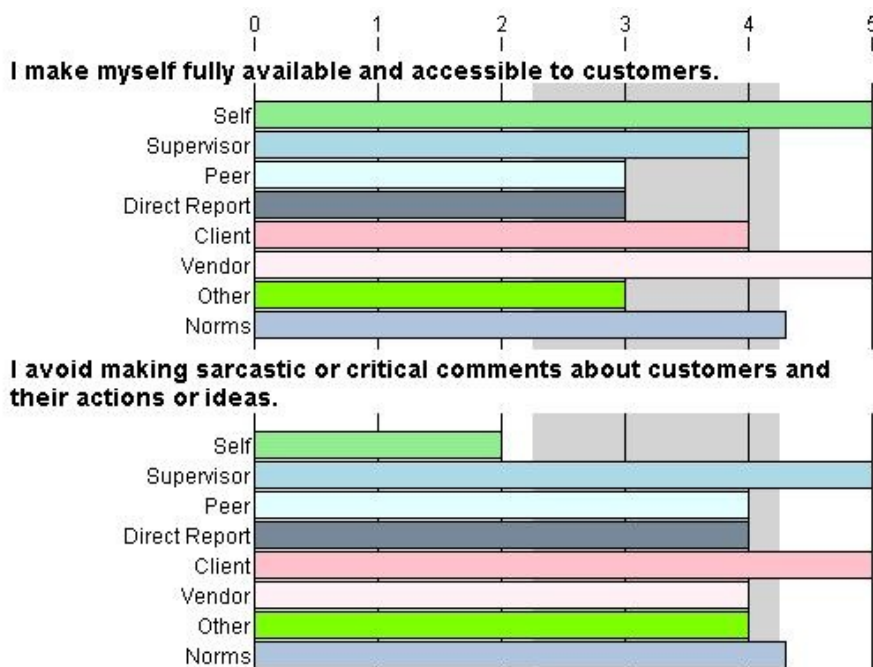 0 1 2 3 4 5
I make myself fully available and accessible to customers.
Self
Supervisor
Peer
Direct Report
Client
Vendor
Other
Norms
I avoid making sarcastic or critical comments about customers and
their actions or ideas.
Self
Supervisor
Peer
Direct Report
Client
Vendor
Other
Norms